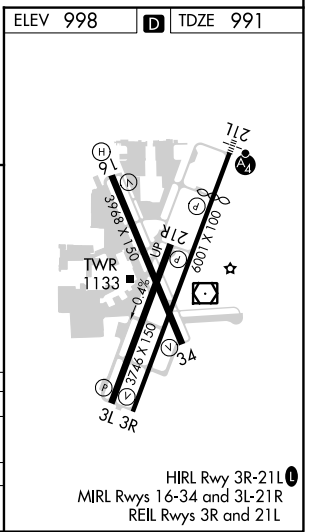 ELEV 998 D TDZE 991
21L
H
16
V
A4
3968 X 150
P
6001 X 100
21R
UP
P
TWR
1133
0.4%
3746 X 150
V
34
P
V
3L 3R
HIRL Rwy 3R-21L L
MIRL Rwys 16-34 and 3L-21R
REIL Rwys 3R and 21L